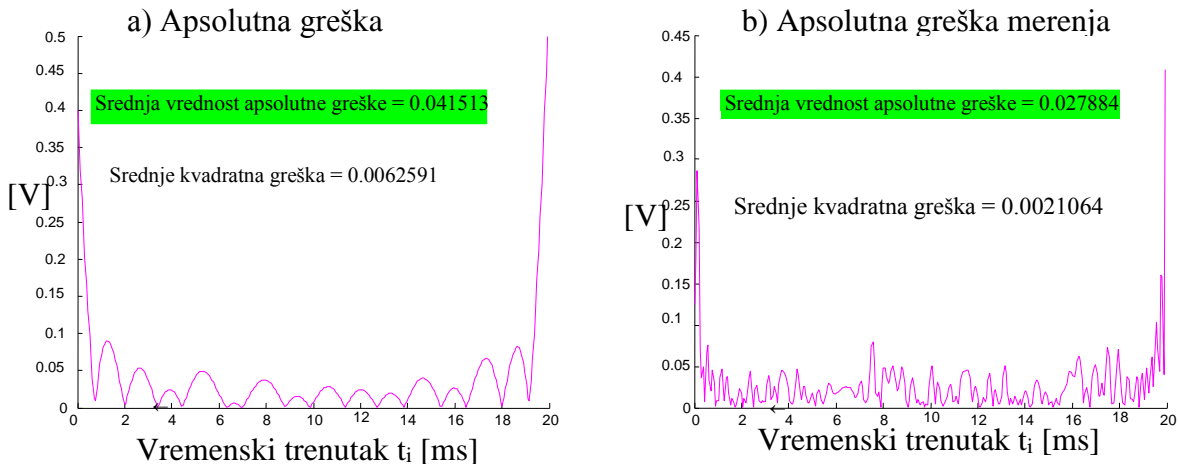 a) Apsolutna greška
0.5
0.45
0.4
0.35
0.3
0.25
0.2
0.15
0.1
0.05
0
Srednja vrednost apsolutne greške = 0.041513
Srednje kvadratna greška = 0.0062591
[V]
0 2 4 6 8 10 12 14 16 18 20
Vremenski trenutak ti [ms]
b) Apsolutna greška merenja
0.45
0.4
0.35
0.3
0.25
0.2
0.15
0.1
0.05
0
Srednja vrednost apsolutne greške = 0.027884
Srednje kvadratna greška = 0.0021064
[V]
0 2 4 6 8 10 12 14 16 18 20
Vremenski trenutak ti [ms]